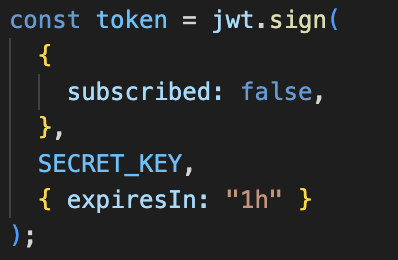 const token = jwt.sign(
  {
    subscribed: false,
  },
  SECRET_KEY,
  { expiresIn: "1h" }
);